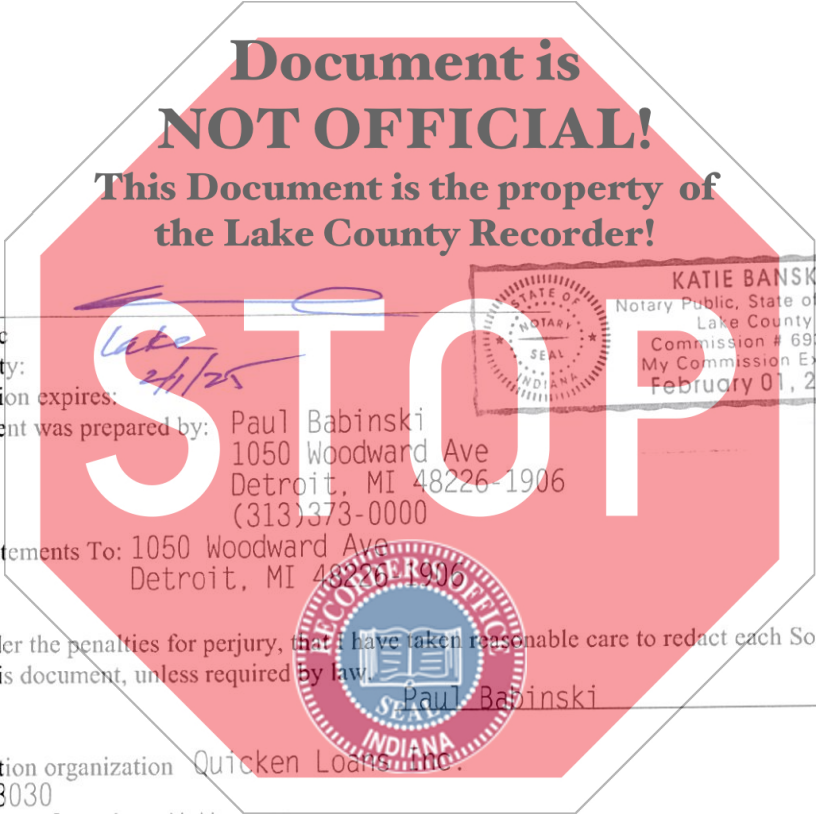 Document is
NOT OFFICIAL!
This Document is the property of
the Lake County Recorder!
STOP
KATIE BANSK
Notary Public, State of
Lake County
Commission # 69
My Commission Ex
February 01, 2
STATE OF
NOTARY
SEAL
INDIANA
c
ty: Lake
ion expires: 2/1/25
ent was prepared by: Paul Babinski
1050 Woodward Ave
Detroit, MI 48226-1906
(313)373-0000
tements To: 1050 Woodward Ave
Detroit, MI 48226-1906
RECORDER'S OFFICE
SEAL
INDIANA
der the penalties for perjury, that I have taken reasonable care to redact each So
is document, unless required by law.
Paul Babinski
tion organization Quicken Loans Inc.
3030